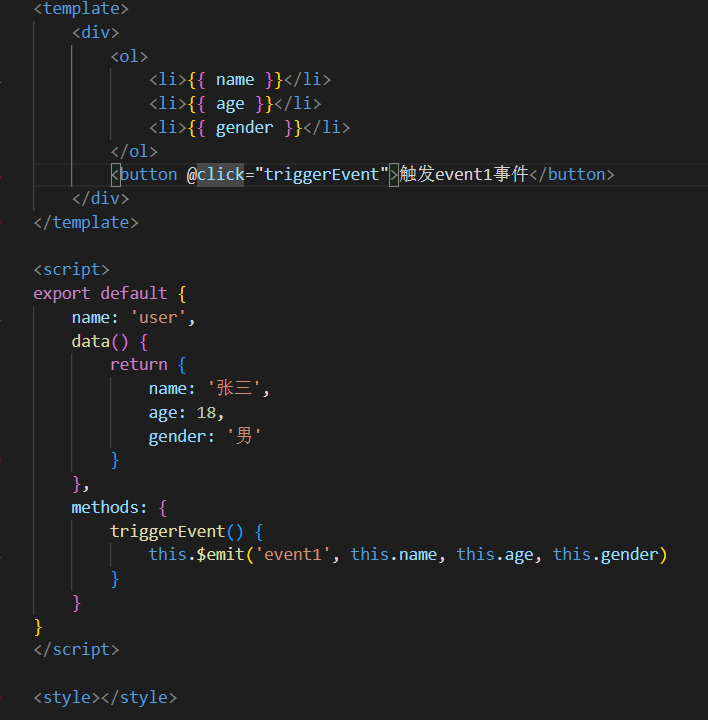 <template>
    <div>
        <ol>
            <li>{{ name }}</li>
            <li>{{ age }}</li>
            <li>{{ gender }}</li>
        </ol>
        <button @click="triggerEvent">触发event1事件</button>
    </div>
</template>

<script>
export default {
    name: 'user',
    data() {
        return {
            name: '张三',
            age: 18,
            gender: '男'
        }
    },
    methods: {
        triggerEvent() {
            this.$emit('event1', this.name, this.age, this.gender)
        }
    }
}
</script>

<style></style>